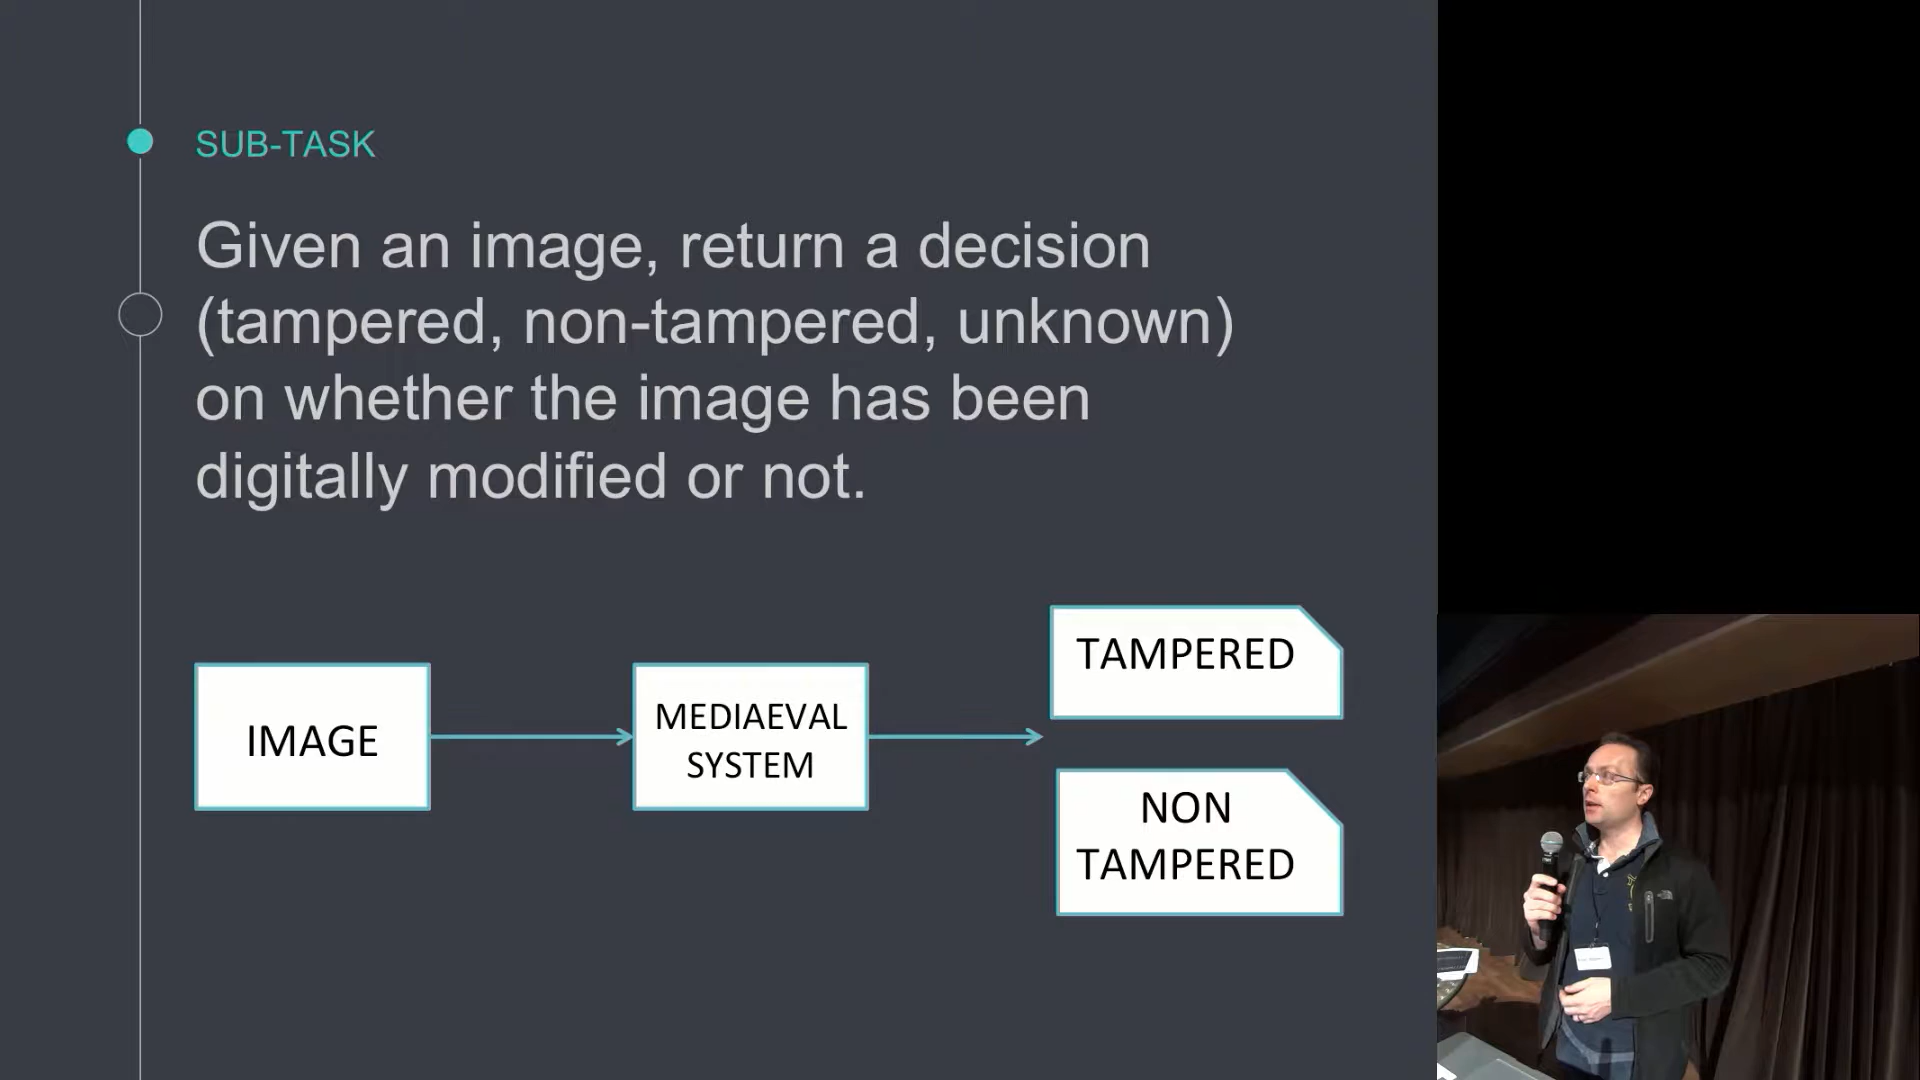 SUB-TASK
Given an image, return a decision
(tampered, non-tampered, unknown)
on whether the image has been
digitally modified or not.
IMAGE
MEDIAEVAL
SYSTEM
TAMPERED
NON
TAMPERED